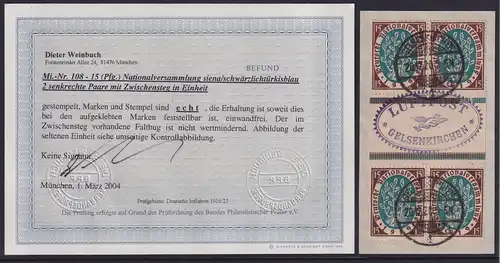 Dieter Weinbuch
Forstenrieder Allee 24, 81476 München
BEFUND
Mi.-Nr. 108 - 15 (Pfg.) Nationalversammlung siena/schwärzlichtürkisblau
2 senkrechte Paare mit Zwischensteg in Einheit
gestempelt, Marken und Stempel sind e c h t , die Erhaltung ist soweit dies
bei den aufgeklebten Marken feststellbar ist, einwandfrei. Der im
Zwischensteg vorhandene Faltbug ist nicht wertmindernd. Abbildung der
seltenen Einheit siehe umseitige Kontrollabbildung.
Keine Signatur.
München, 1. März 2004
Prüfgebiete: Deutsche Inflation 1916/23
Die Prüfung erfolgte auf Grund der Prüfordnung des Bundes Philatelistischer Prüfer e.V.
LUFTPOST
GELSENKIRCHEN